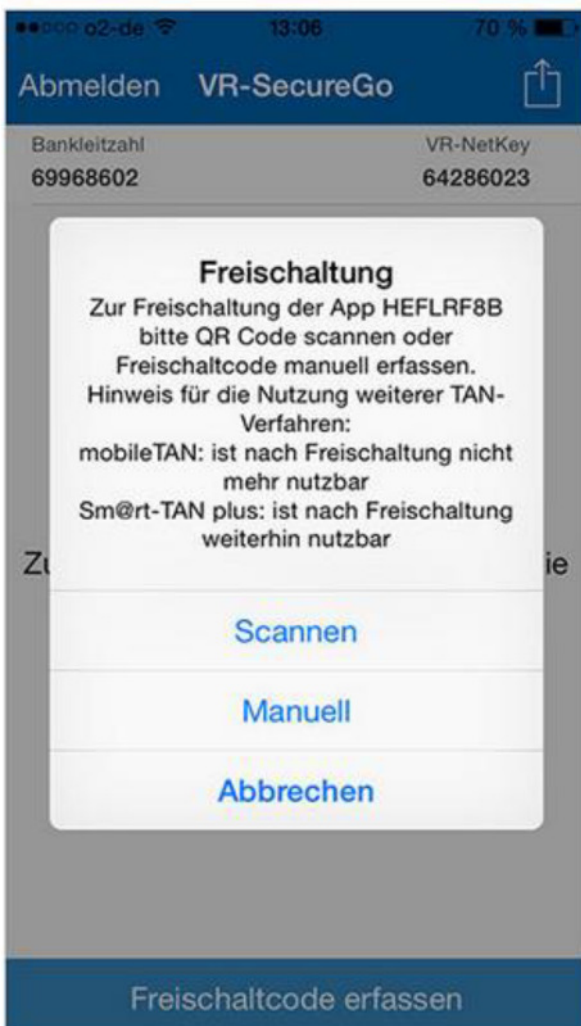 o2-de 13:06 70 %
Abmelden VR-SecureGo
Bankleitzahl VR-NetKey
69968602 64286023
Freischaltung
Zur Freischaltung der App HEFLRF8B
bitte QR Code scannen oder
Freischaltcode manuell erfassen.
Hinweis für die Nutzung weiterer TAN-
Verfahren:
mobileTAN: ist nach Freischaltung nicht
mehr nutzbar
Sm@rt-TAN plus: ist nach Freischaltung
weiterhin nutzbar
Scannen
Manuell
Abbrechen
Freischaltcode erfassen